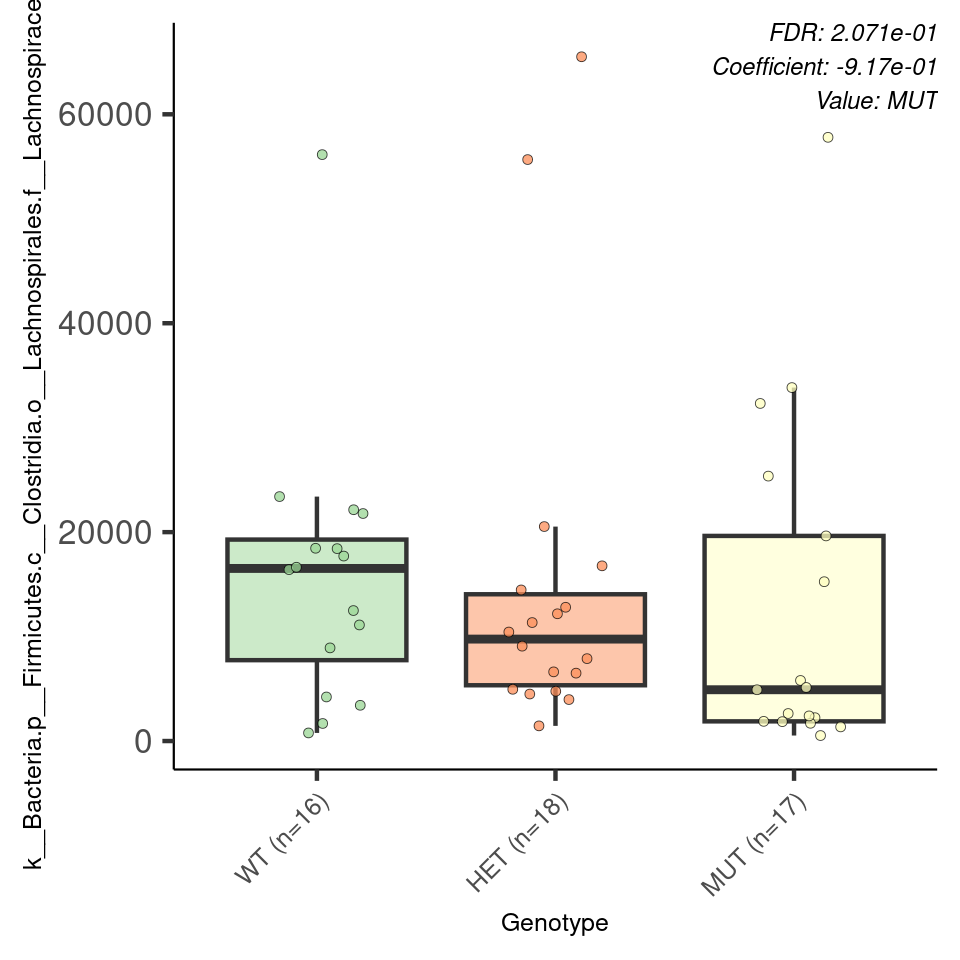 FDR: 2.071e-01
Coefficient: -9.17e-01
Value: MUT
k__Bacteria.p__Firmicutes.c__Clostridia.o__Lachnospirales.f__Lachnospirace
60000
40000
20000
0
WT (n=16)
HET (n=18)
MUT (n=17)
Genotype